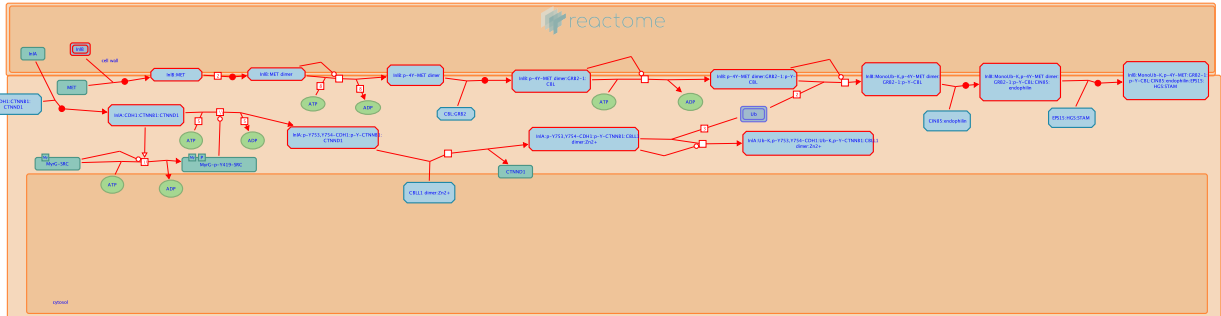 reactome
InlA
InlB
cell wall
MET
InlB:MET
2
InlB:MET dimer
4
ATP
4
ADP
InlB:p-4Y-MET dimer
CBL:GRB2
InlB:p-4Y-MET dimer:GRB2-1:
CBL
ATP
ADP
InlB:p-4Y-MET dimer
GRB2-1:p-Y-
CBL
Ub
2
InlB:MonoUb-K,p-4Y-MET dimer
GRB2-1:p-Y-CBL
CIN85:endophilin
InlB:MonoUb-K,p-4Y-MET dimer
GRB2-1:p-Y-CBL:CIN85
endophilin
EPS15:HGS:STAM
InlB:MonoUb-K,p-4Y-MET:GRB2-1:
p-Y-CBL:CIN85:endophilin:EPS15:
HGS:STAM
CDH1:CTNNB1:
CTNND1
InlA:CDH1:CTNNB1:CTNND1
ATP
3
3
ADP
InlA:p-Y753,Y754-CDH1:p-Y-CTNNB1:
CTNND1
MyrG-SRC
ATP
ADP
MyrG-p-Y419-SRC
CBLL1 dimer:Zn2+
CTNND1
InlA:p-Y753,Y754-CDH1:p-Y-CTNNB1:CBLL1
dimer:Zn2+
InlA:Ub-K,p-Y753,Y754-CDH1:Ub-K,p-Y-CTNNB1:CBLL1
dimer:Zn2+
cytosol